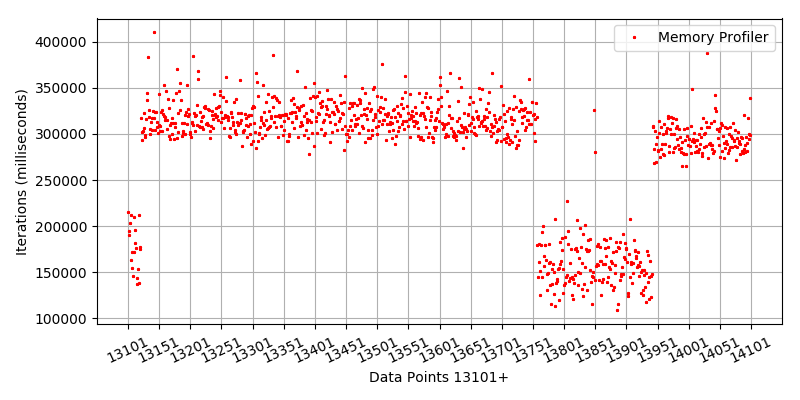 Memory Profiler
Iterations (milliseconds)
400000
350000
300000
250000
200000
150000
100000
13101 13151 13201 13251 13301 13351 13401 13451 13501 13551 13601 13651 13701 13751 13801 13851 13901 13951 14001 14051 14101
Data Points 13101+